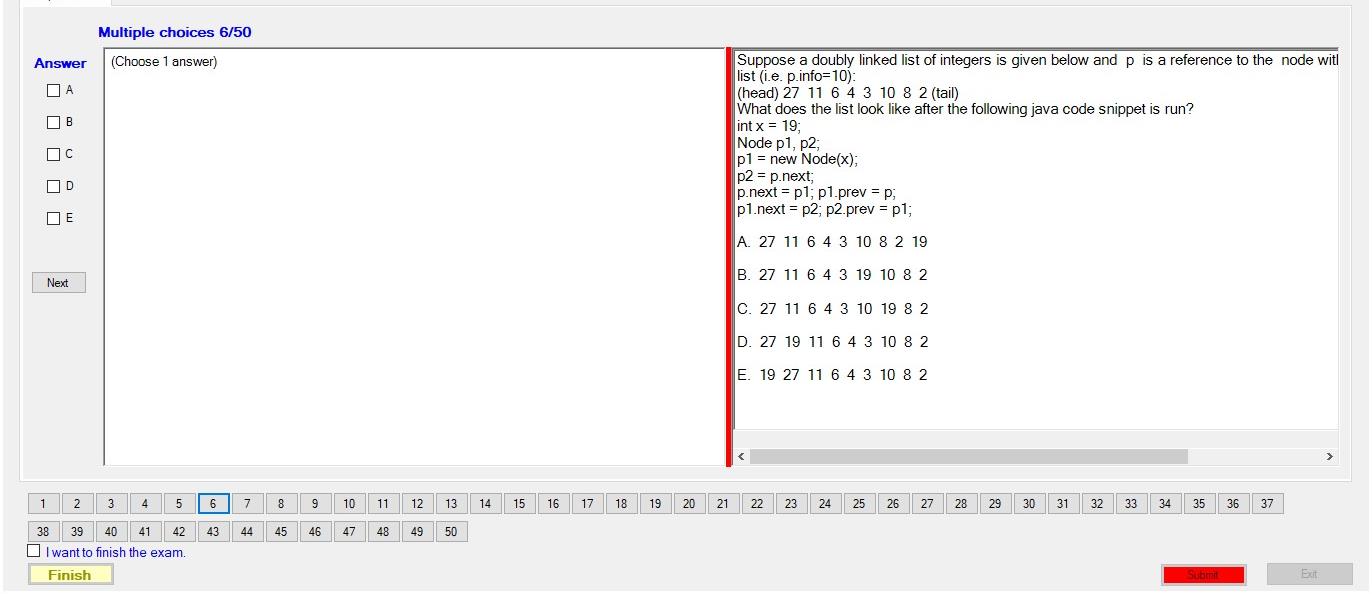 Multiple choices 6/50
Answer
A
B
C
D
E
Next
(Choose 1 answer)
Suppose a doubly linked list of integers is given below and p is a reference to the node
list (i.e. p.info=10):
(head) 27 11 6 4 3 10 8 2 (tail)
What does the list look like after the following java code snippet is run?
int x = 19;
Node p1, p2;
p1 = new Node(x);
p2 = p.next;
p.next = p1; p1.prev = p;
p1.next = p2; p2.prev = p1;
A. 27 11 6 4 3 10 8 2 19
B. 27 11 6 4 3 19 10 8 2
C. 27 11 6 4 3 10 19 8 2
D. 27 19 11 6 4 3 10 8 2
E. 19 27 11 6 4 3 10 8 2
1 2 3 4 5 6 7 8 9 10 11 12 13 14 15 16 17 18 19 20 21 22 23 24 25 26 27 28 29 30 31 32 33 34 35 36 37
38 39 40 41 42 43 44 45 46 47 48 49 50
I want to finish the exam.
Finish
Submit
Exit